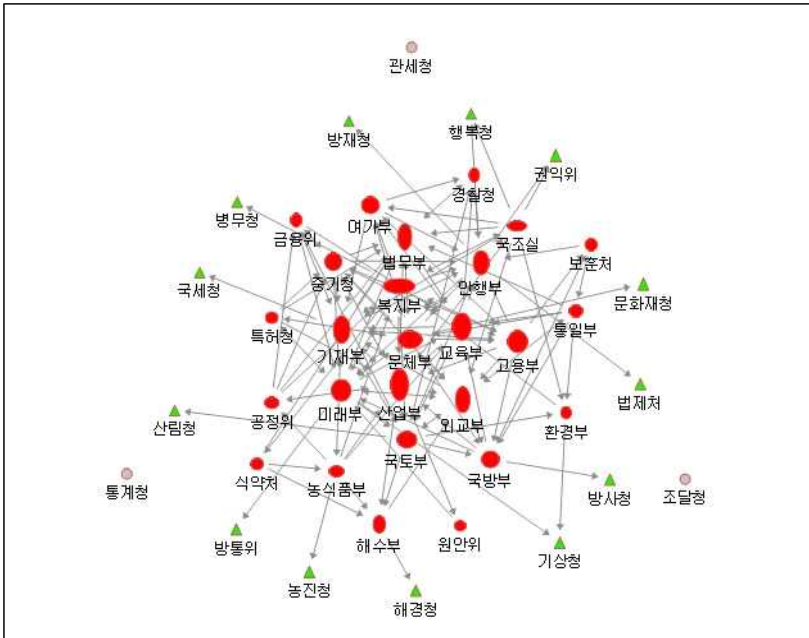 관세청
방재청
행복청
권익위
경찰청
병무청
여가부
금융위
국조실
법무부
보훈처
중기청
안행부
국세청
복지부
문화재청
특허청
통일부
기재부
문체부
교육부
고용부
법제처
공정위
미래부
산업부
외교부
환경부
산림청
국토부
식약처
농식품부
국방부
통계청
방사청
조달청
방통위
해수부
원안위
기상청
농진청
해경청